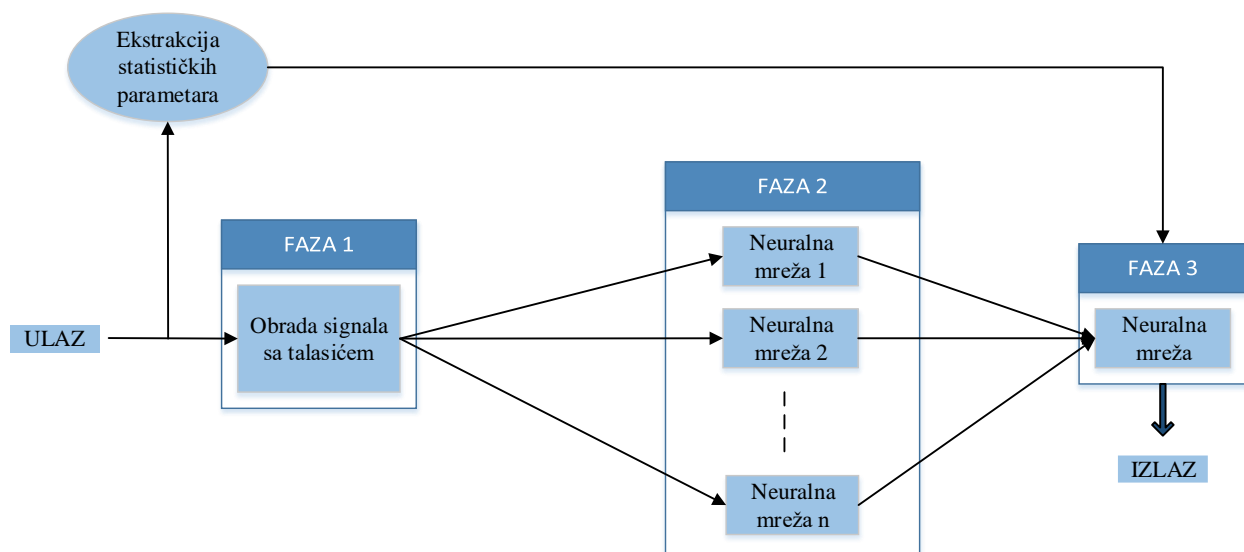 Ekstrakcija
statističkih
parametara
FAZA 2
FAZA 1
Neuralna
mreža 1
FAZA 3
ULAZ
Obrada signala
sa talasićem
Neuralna
mreža 2
Neuralna
mreža
Neuralna
mreža n
IZLAZ